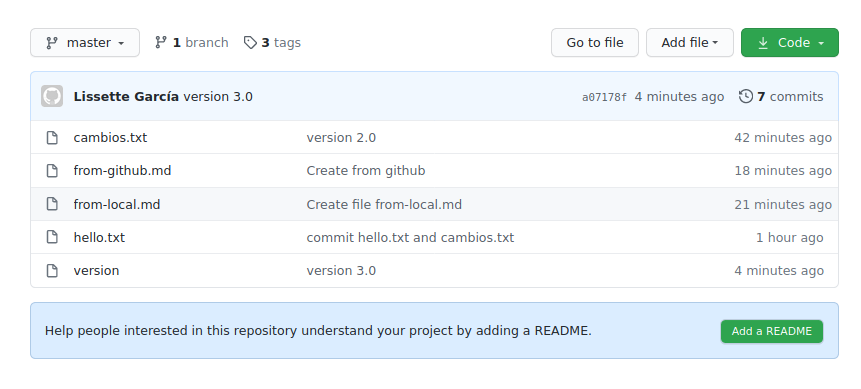 master 1 branch 3 tags Go to file Add file Code
Lissette García version 3.0 a07178f 4 minutes ago 7 commits
cambios.txt version 2.0 42 minutes ago
from-github.md Create from github 18 minutes ago
from-local.md Create file from-local.md 21 minutes ago
hello.txt commit hello.txt and cambios.txt 1 hour ago
version version 3.0 4 minutes ago
Help people interested in this repository understand your project by adding a README. Add a README